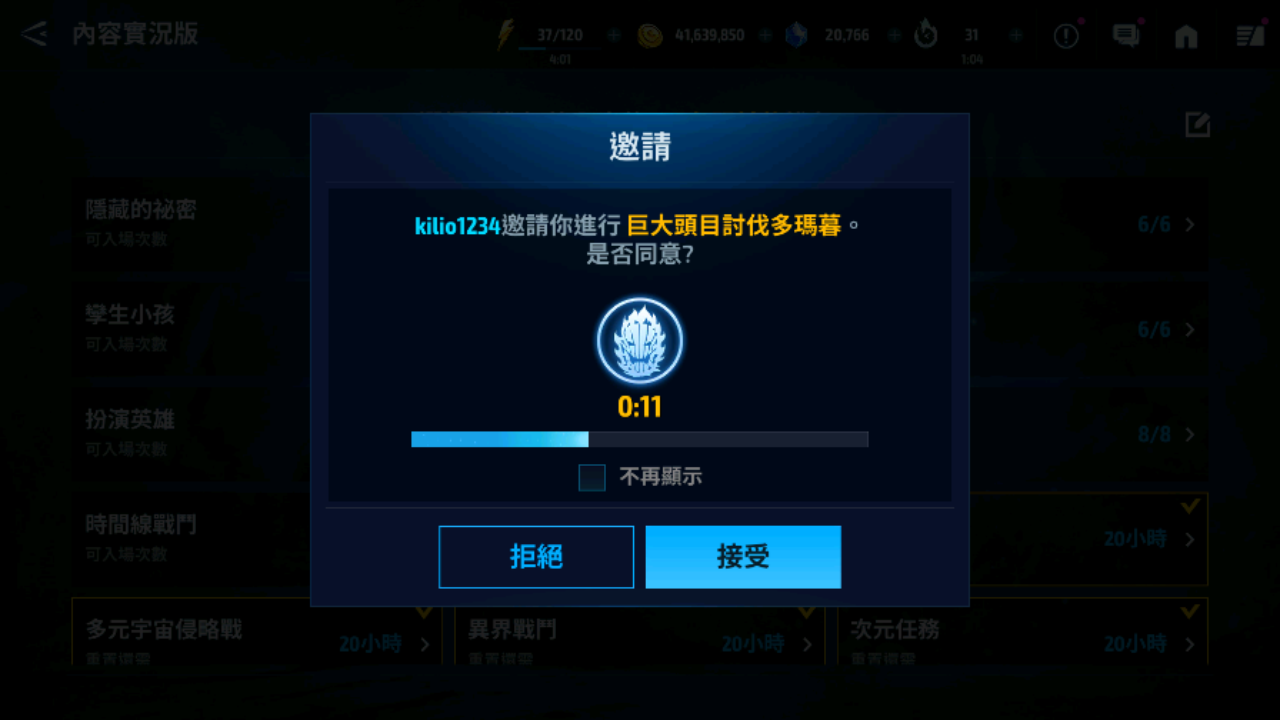 內容實況版
37/120
41,639,850
20,766
31
4:01
1:04
邀請
kilio1234邀請你進行 巨大頭目討伐多瑪暮。
是否同意?
0:11
不再顯示
拒絕
接受
隱藏的祕密
可入場次數
6/6
孿生小孩
可入場次數
6/6
扮演英雄
可入場次數
8/8
時間線戰鬥
可入場次數
20小時
多元宇宙侵略戰
20小時
異界戰鬥
20小時
次元任務
20小時